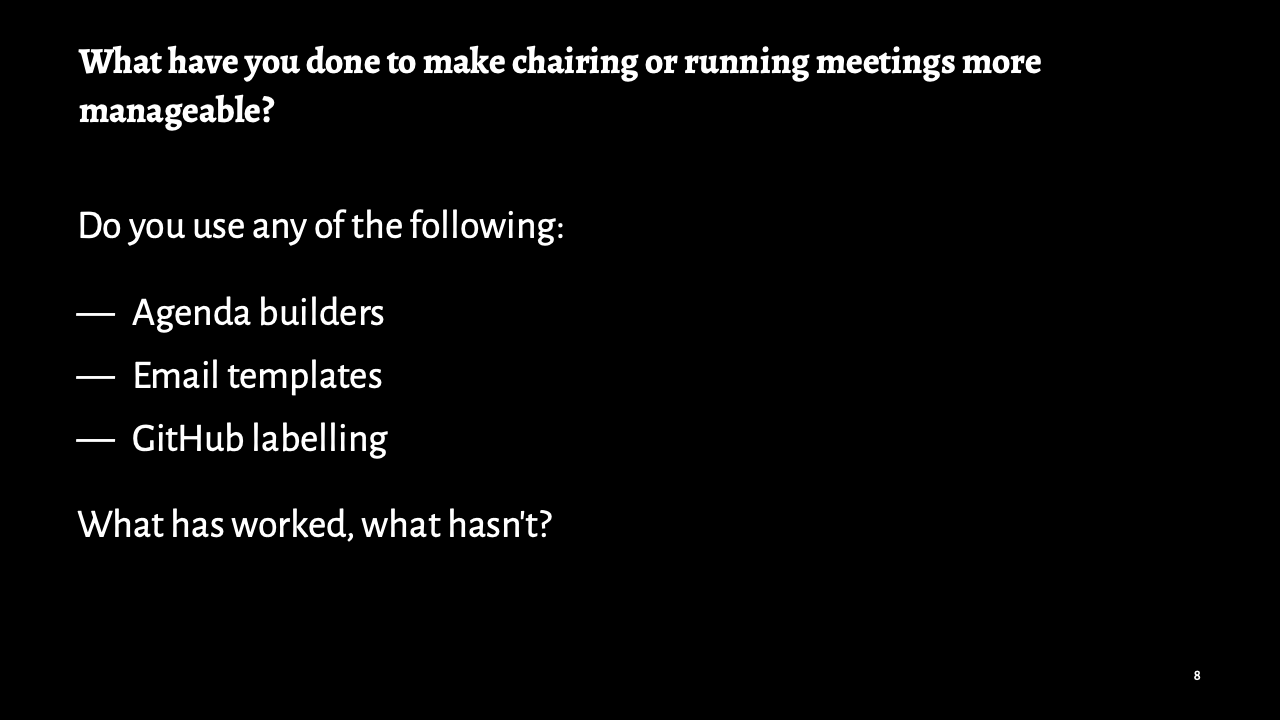 What have you done to make chairing or running meetings more
manageable?
Do you use any of the following:
— Agenda builders
— Email templates
— GitHub labelling
What has worked, what hasn't?
8